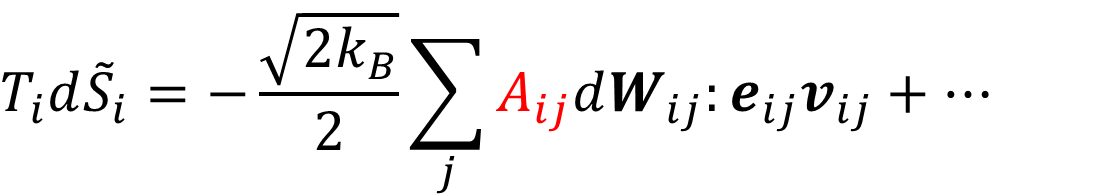 $T_i d\tilde{S}_i = -\frac{\sqrt{2k_B}}{2} \sum_j A_{ij} d\boldsymbol{W}_{ij} : \boldsymbol{e}_{ij} \boldsymbol{v}_{ij} + \cdots$